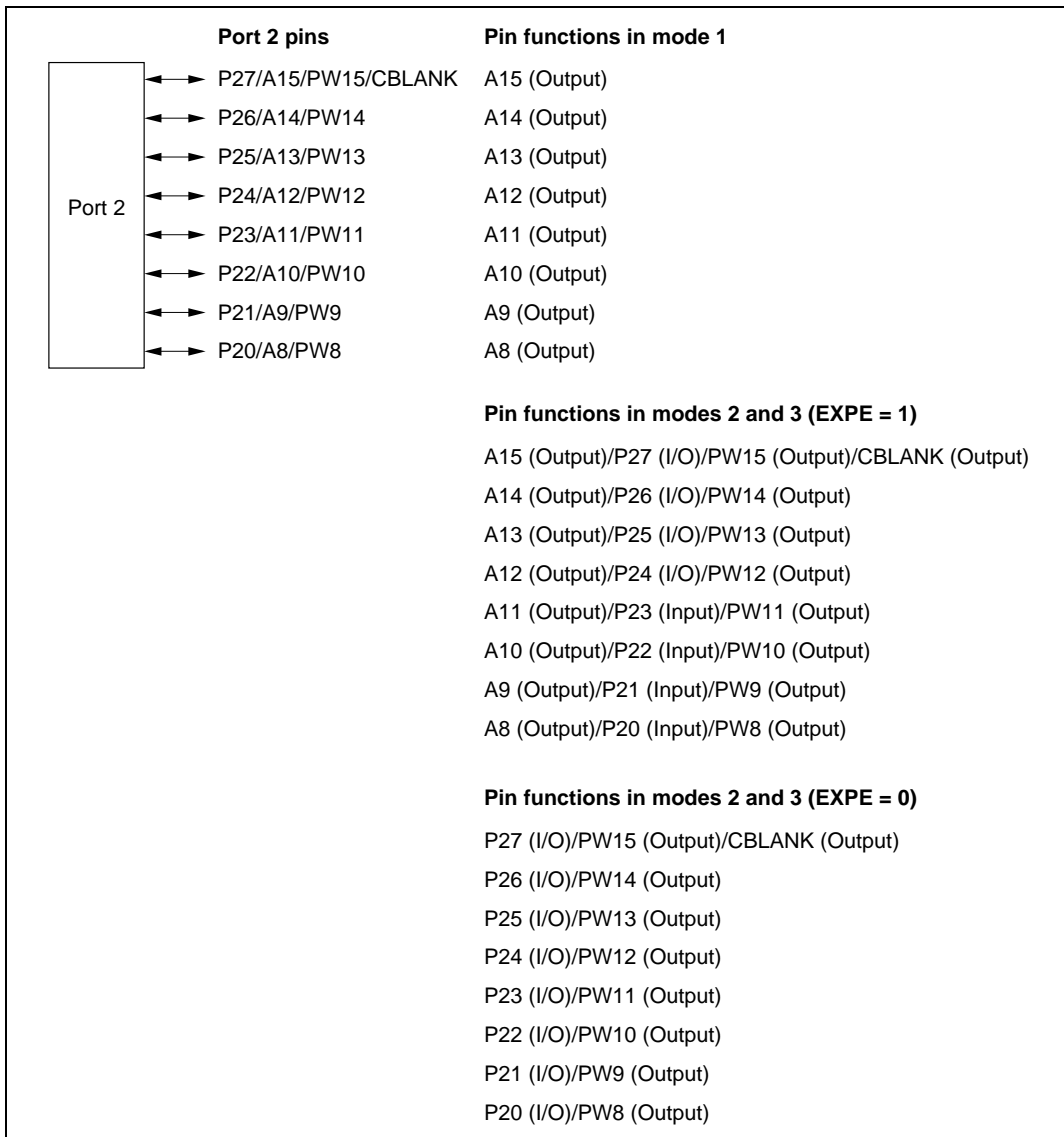 Port 2 pins Pin functions in mode 1
P27/A15/PW15/CBLANK A15 (Output)
P26/A14/PW14 A14 (Output)
P25/A13/PW13 A13 (Output)
P24/A12/PW12 A12 (Output)
Port 2
P23/A11/PW11 A11 (Output)
P22/A10/PW10 A10 (Output)
P21/A9/PW9 A9 (Output)
P20/A8/PW8 A8 (Output)
Pin functions in modes 2 and 3 (EXPE = 1)
A15 (Output)/P27 (I/O)/PW15 (Output)/CBLANK (Output)
A14 (Output)/P26 (I/O)/PW14 (Output)
A13 (Output)/P25 (I/O)/PW13 (Output)
A12 (Output)/P24 (I/O)/PW12 (Output)
A11 (Output)/P23 (Input)/PW11 (Output)
A10 (Output)/P22 (Input)/PW10 (Output)
A9 (Output)/P21 (Input)/PW9 (Output)
A8 (Output)/P20 (Input)/PW8 (Output)
Pin functions in modes 2 and 3 (EXPE = 0)
P27 (I/O)/PW15 (Output)/CBLANK (Output)
P26 (I/O)/PW14 (Output)
P25 (I/O)/PW13 (Output)
P24 (I/O)/PW12 (Output)
P23 (I/O)/PW11 (Output)
P22 (I/O)/PW10 (Output)
P21 (I/O)/PW9 (Output)
P20 (I/O)/PW8 (Output)